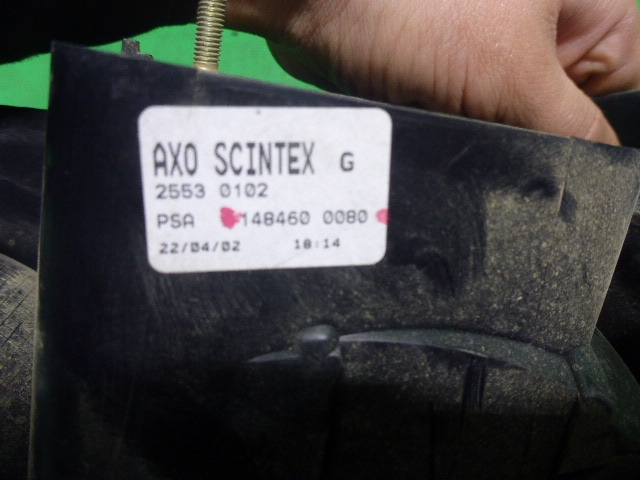 AXO SCINTEX G
2553 0102
PSA 148460 0080
22/04/02 18:14